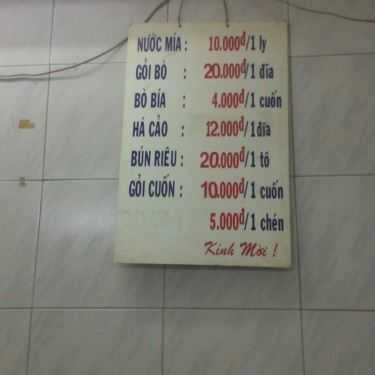 NƯỚC MÍA : 10.000đ/1 ly
GỎI BÒ : 20.000đ/1 đĩa
BÒ BÍA : 4.000đ/1 cuốn
HÁ CẢO : 12.000đ/1 đĩa
BÚN RIÊU : 20.000đ/1 tô
GỎI CUỐN : 10.000đ/1 cuốn
5.000đ/1 chén
Kính Mời !